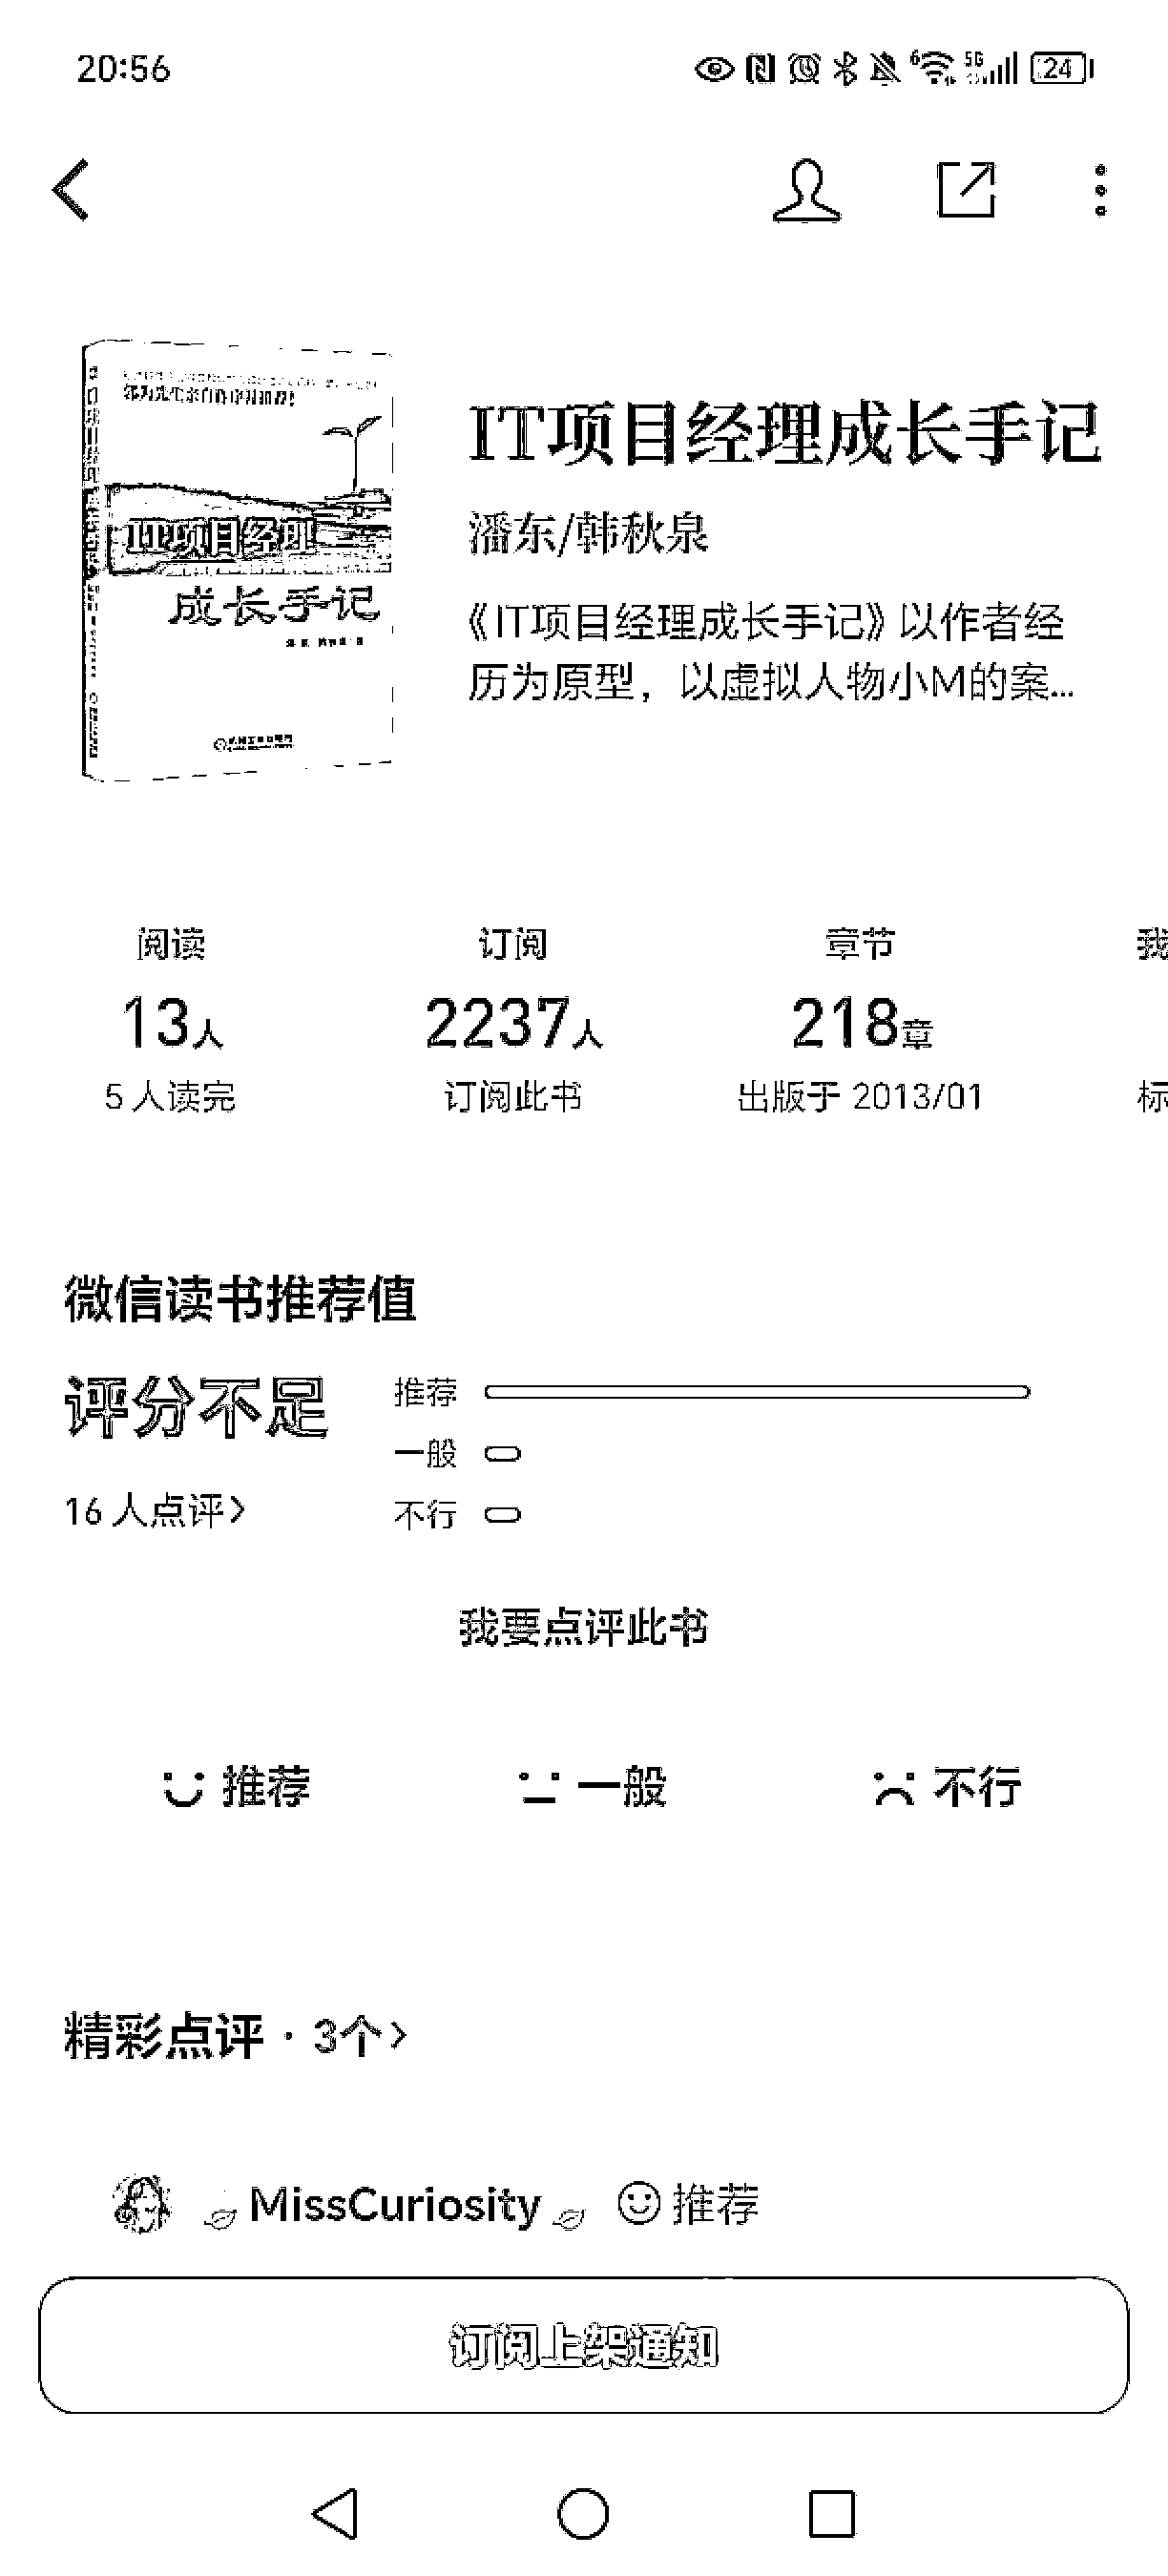 20:56
6
5G
24
IT项目经理
成长手记
IT项目经理成长手记
潘东/韩秋泉
《IT项目经理成长手记》以作者经
历为原型，以虚拟人物小M的案...
阅读
订阅
章节
我
13人
2237人
218章
5 人读完
订阅此书
出版于 2013/01
标
微信读书推荐值
评分不足
推荐
一般
16 人点评>
不行
我要点评此书
推荐
一般
不行
精彩点评 · 3个>
MissCuriosity
推荐
订阅上架通知